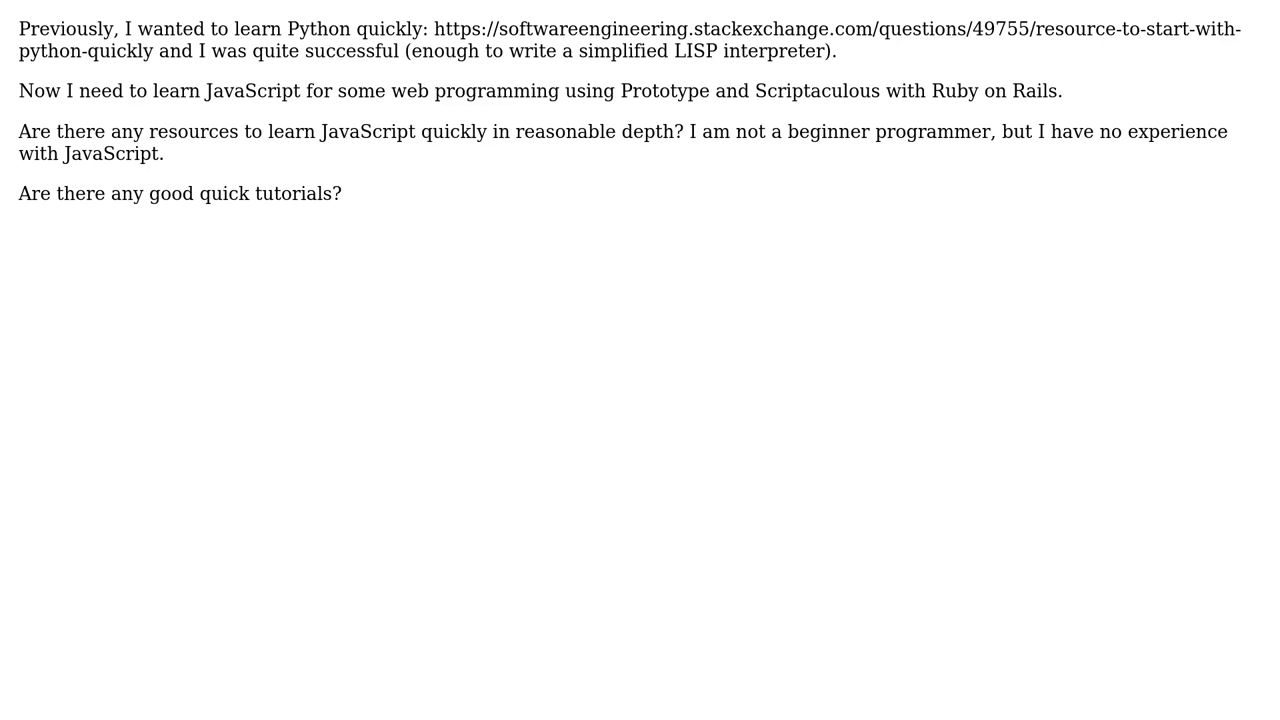 Previously, I wanted to learn Python quickly: https://softwareengineering.stackexchange.com/questions/49755/resource-to-start-with-
python-quickly and I was quite successful (enough to write a simplified LISP interpreter).
Now I need to learn JavaScript for some web programming using Prototype and Scriptaculous with Ruby on Rails.
Are there any resources to learn JavaScript quickly in reasonable depth? I am not a beginner programmer, but I have no experience
with JavaScript.
Are there any good quick tutorials?